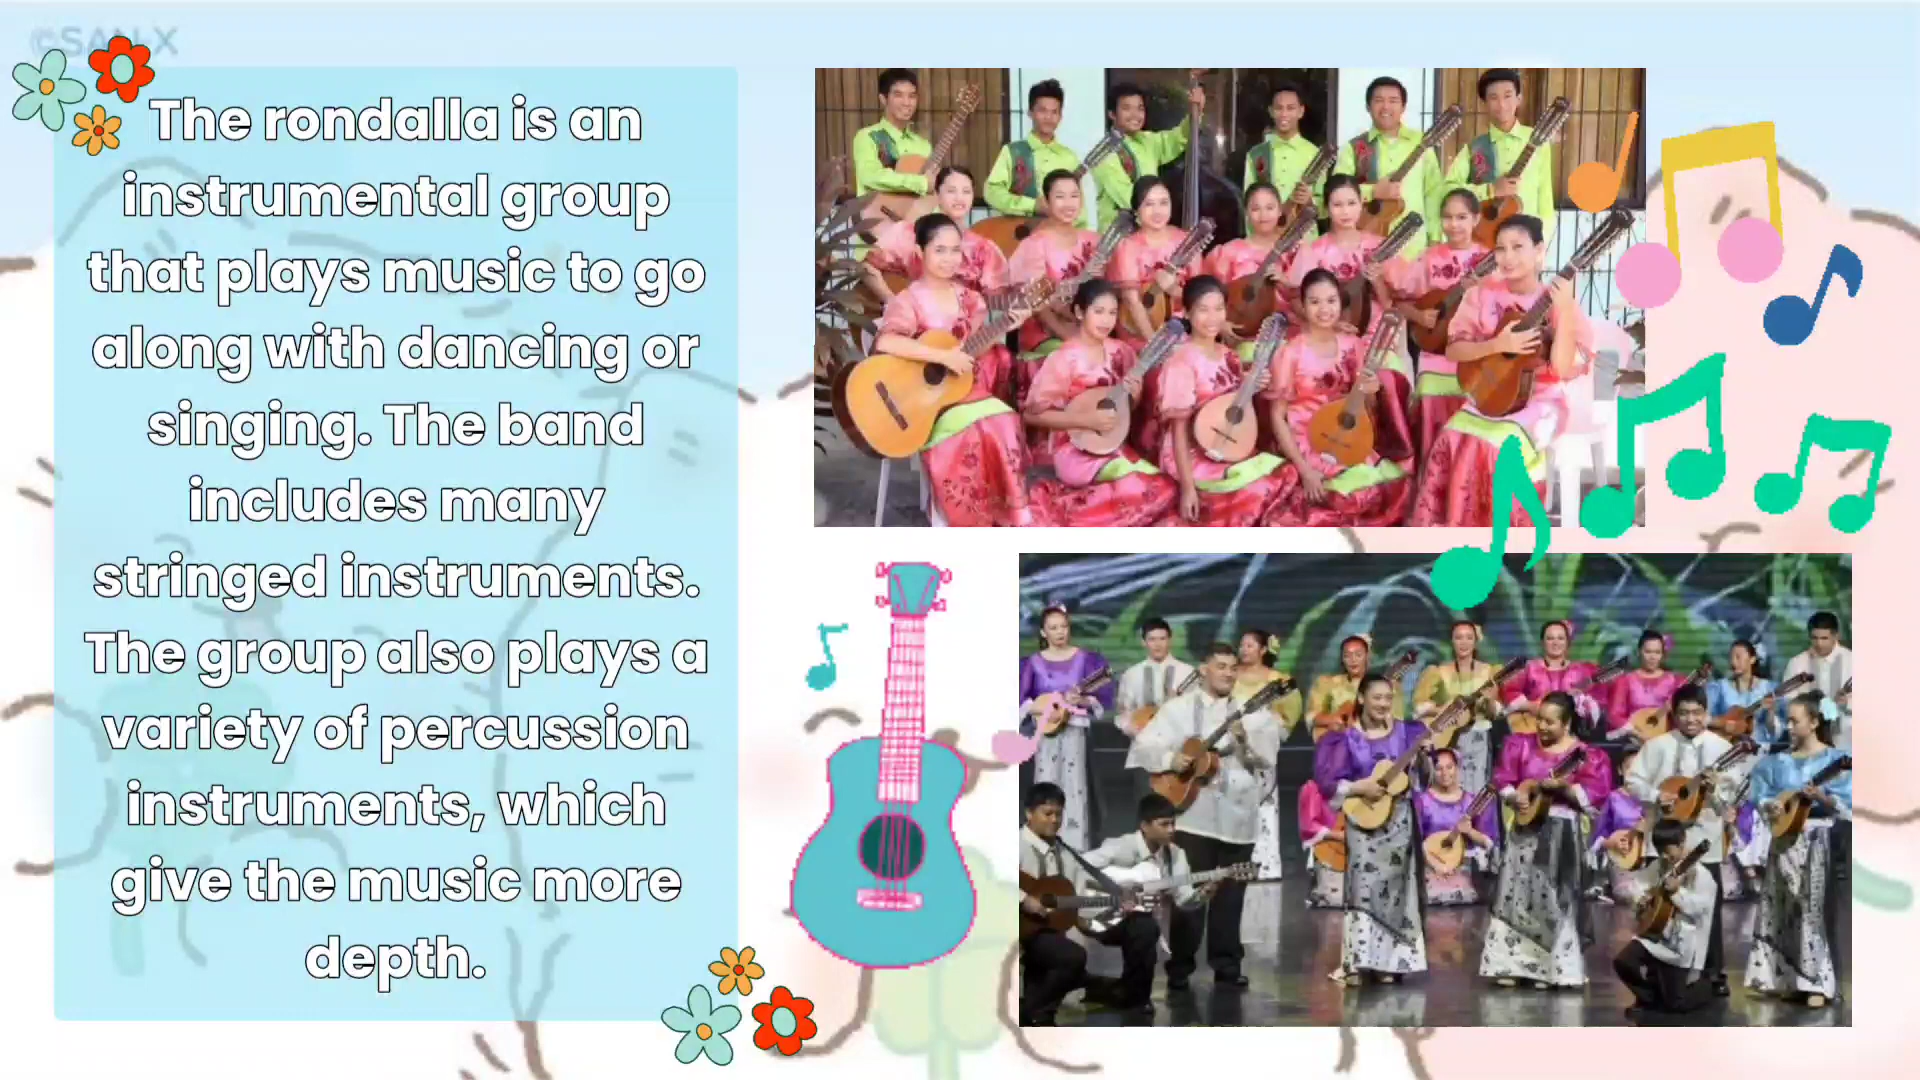 ©SAN-X
The rondalla is an
instrumental group
that plays music to go
along with dancing or
singing. The band
includes many
stringed instruments.
The group also plays a
variety of percussion
instruments, which
give the music more
depth.